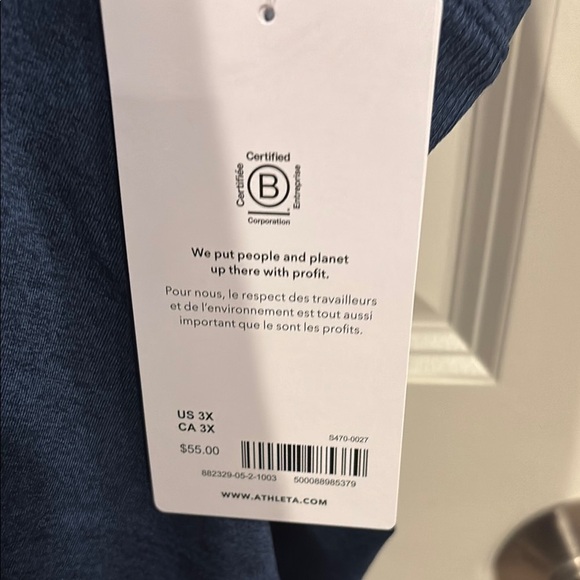 Certified
Certifiée
B
Entreprise
Corporation
We put people and planet
up there with profit.
Pour nous, le respect des travailleurs
et de l'environnement est tout aussi
important que le sont les profits.
US 3X
CA 3X
$55.00
S470-0027
882329-05-2-1003 500088985379
WWW.ATHLETA.COM